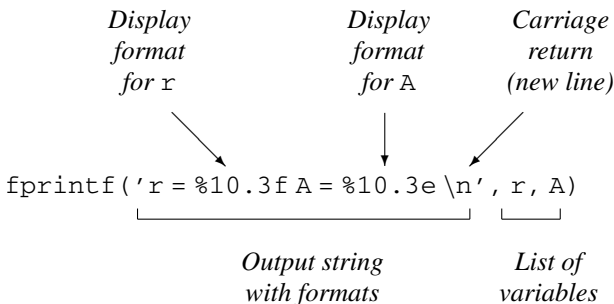 Display Display Carriage
format format return
for r for A (new line)
fprintf('r = %10.3f A = %10.3e \n', r, A)
Output string List of
with formats variables